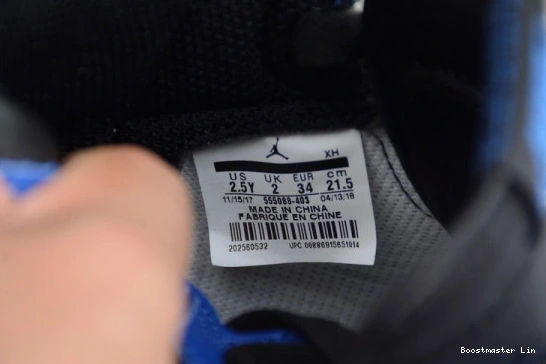 XH
US UK EUR cm
2.5Y 2 34 21.5
11/15/17 555088-403 04/13/18
MADE IN CHINA
FABRIQUE EN CHINE
202560532 UPC 00886915651014
Boostmaster Lin